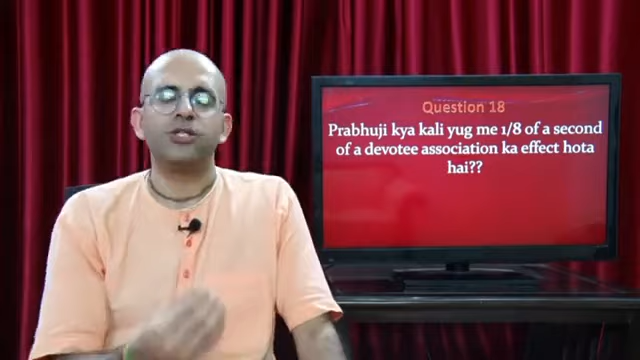 Question 18
Prabhuji kya kali yug me 1/8 of a second
of a devotee association ka effect hota
hai??